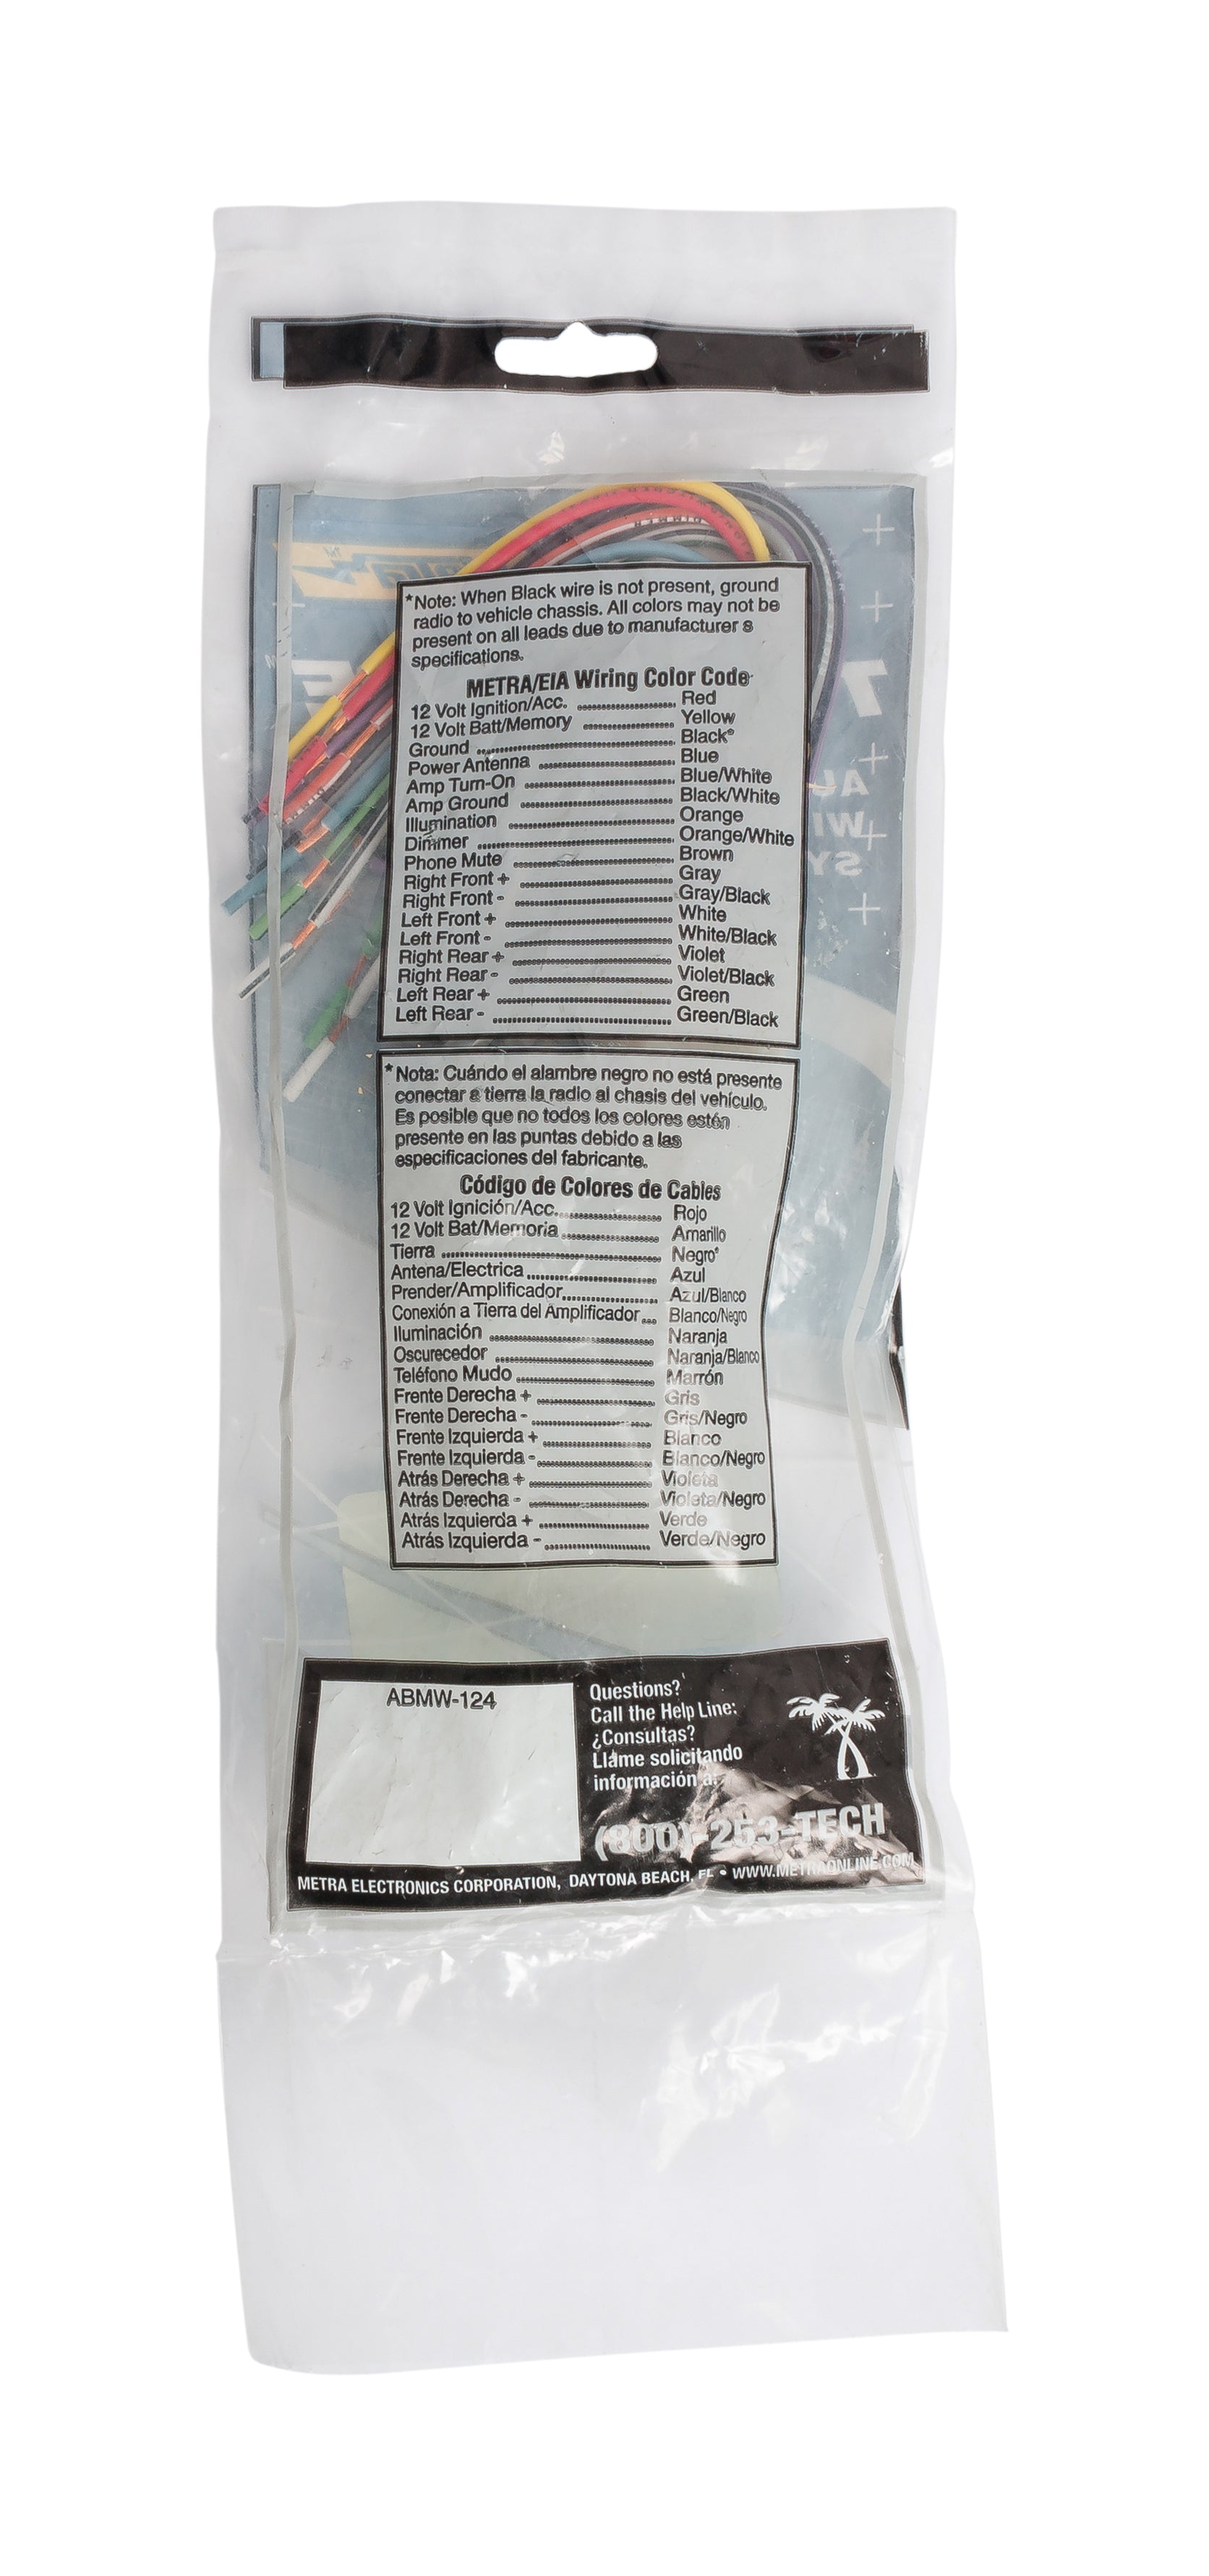 *Note: When Black wire is not present, ground
radio to vehicle chassis. All colors may not be
present on all leads due to manufacturer s
specifications.
METRA/EIA Wiring Color Code
12 Volt Ignition/Acc. Red
12 Volt Batt/Memory Yellow
Ground Black*
Power Antenna Blue
Amp Turn-On Blue/White
Amp Ground Black/White
Illumination Orange
Dimmer Orange/White
Phone Mute Brown
Right Front + Gray
Right Front - Gray/Black
Left Front + White
Left Front - White/Black
Right Rear + Violet
Right Rear - Violet/Black
Left Rear + Green
Left Rear - Green/Black
*Nota: Cuándo el alambre negro no está presente
conectar a tierra la radio al chasis del vehículo.
Es posible que no todos los colores estén
presente en las puntas debido a las
especificaciones del fabricante.
Código de Colores de Cables
12 Volt Ignición/Acc. Rojo
12 Volt Bat/Memoria Amarillo
Tierra Negro*
Antena/Electrica Azul
Prender/Amplificador Azul/Blanco
Conexión a Tierra del Amplificador Blanco/Negro
Iluminación Naranja
Oscurecedor Naranja/Blanco
Teléfono Mudo Marrón
Frente Derecha + Gris
Frente Derecha - Gris/Negro
Frente Izquierda + Blanco
Frente Izquierda - Blanco/Negro
Atrás Derecha + Violeta
Atrás Derecha - Violeta/Negro
Atrás Izquierda + Verde
Atrás Izquierda - Verde/Negro
ABMW-124
Questions?
Call the Help Line:
¿Consultas?
Llame solicitando
información a:
(800)-253-TECH
METRA ELECTRONICS CORPORATION, DAYTONA BEACH, FL • WWW.METRAONLINE.COM